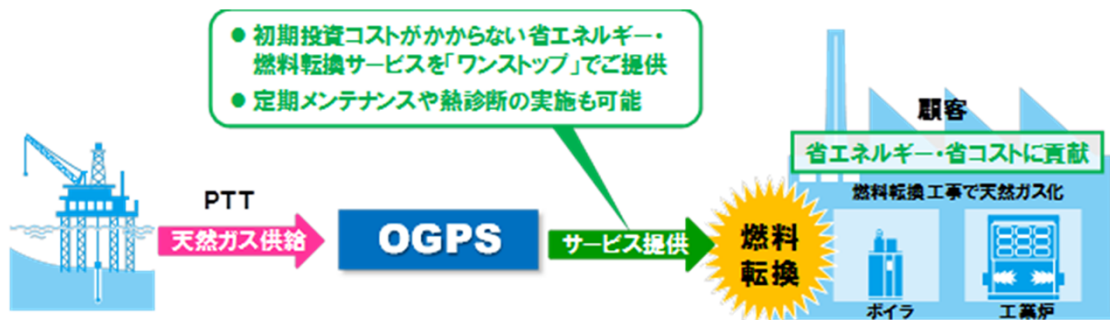 ● 初期投資コストがかからない省エネルギー・
燃料転換サービスを「ワンストップ」でご提供
● 定期メンテナンスや熱診断の実施も可能
PTT
天然ガス供給
OGPS
サービス提供
燃料
転換
顧客
省エネルギー・省コストに貢献
燃料転換工事で天然ガス化
ボイラ
工業炉